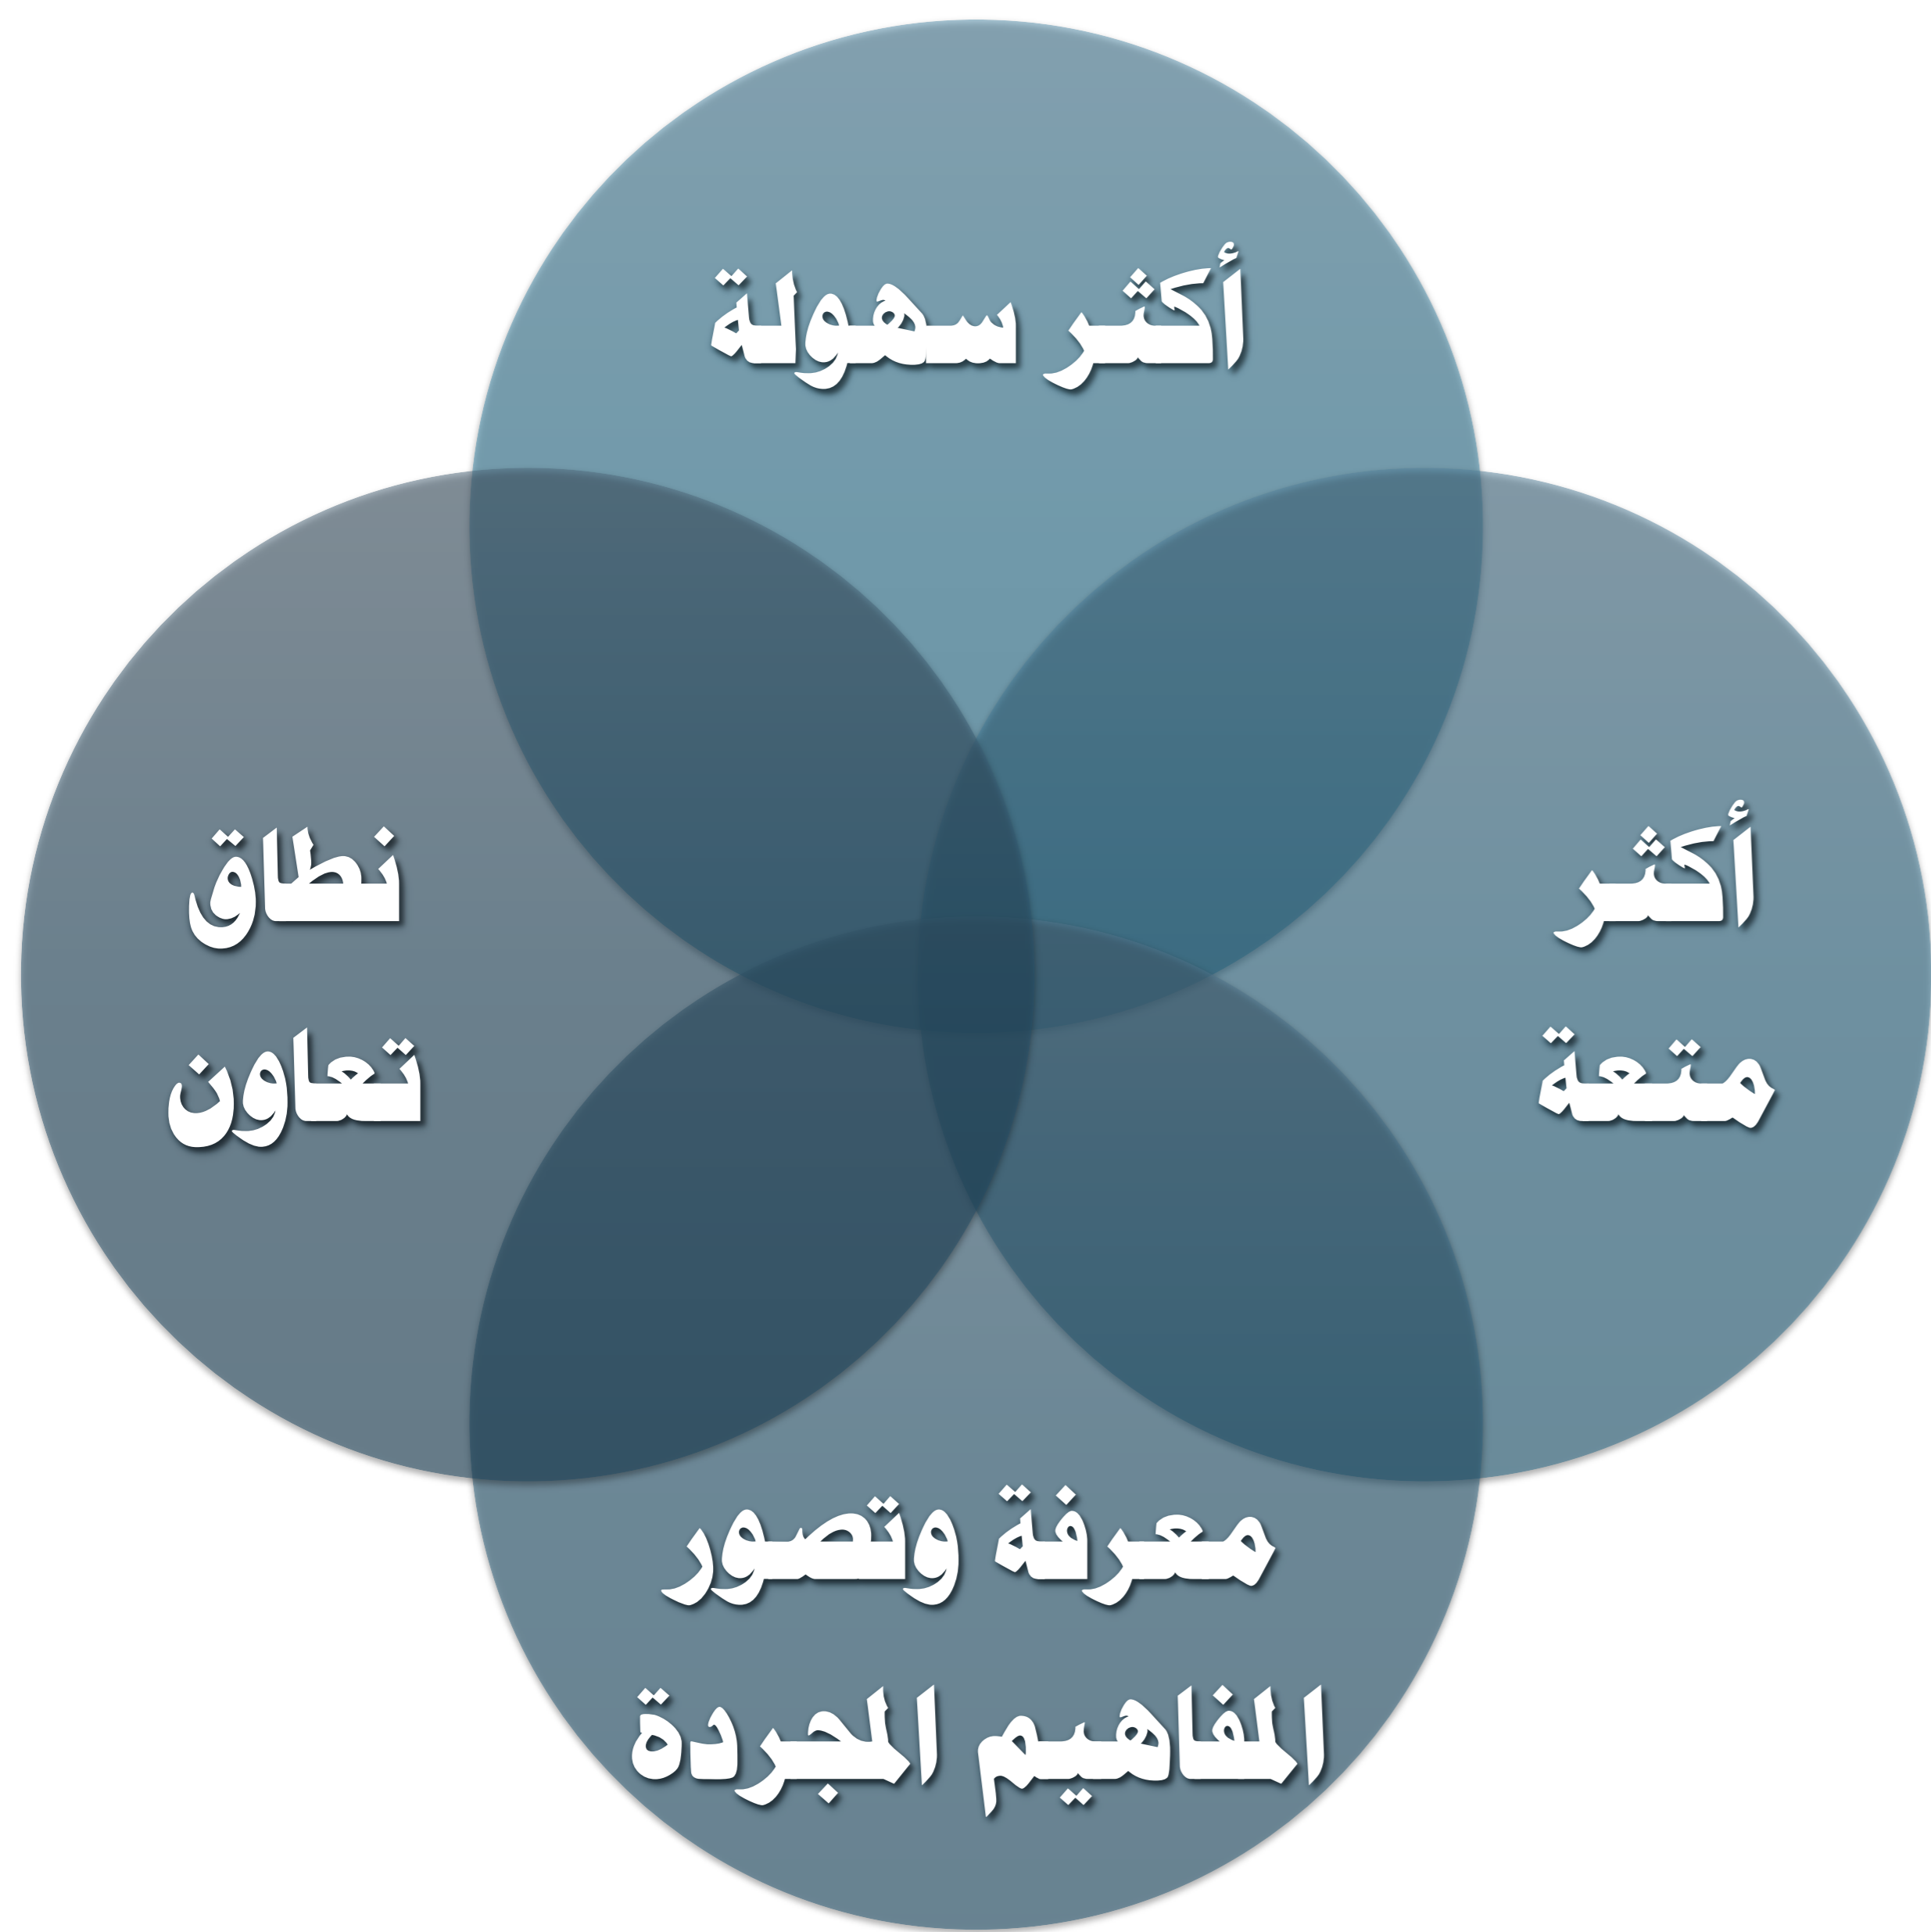 أكثر سهولة
أكثر
متعة
نطاق
تعاون
معرفة وتصور
المفاهيم المجردة